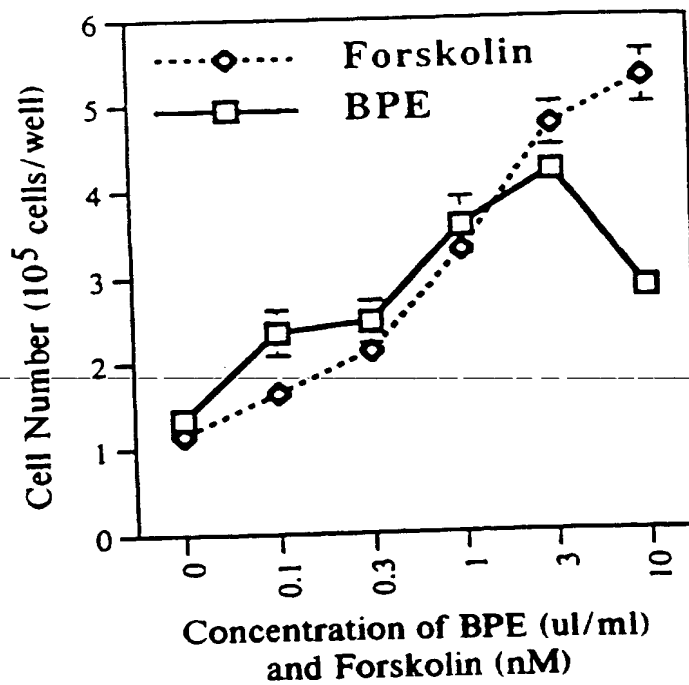 6
5
4
3
2
1
0
Cell Number (10⁵ cells/well)
Forskolin
BPE
0 0.1 0.3 1 3 10
Concentration of BPE (ul/ml)
and Forskolin (nM)